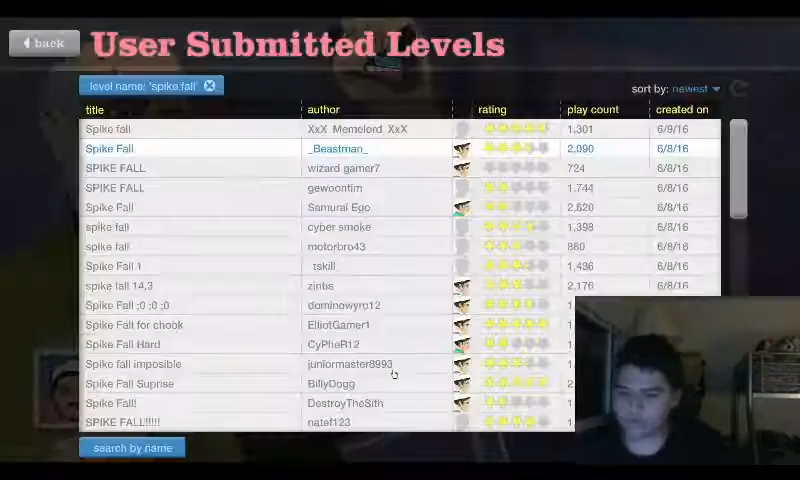 back
User Submitted Levels
level name: 'spike fall'
sort by: newest
title author rating play count created on
Spike fall XxX Memelord XxX 1,301 6/9/16
Spike Fall _Beastman_ 2,090 6/8/16
SPIKE FALL wizard gamer7 724 6/8/16
SPIKE FALL gewoontim 1,744 6/8/16
Spike Fall Samurai Ego 2,620 6/8/16
spike fall cyber smoke 1,398 6/8/16
spike fall motorbro43 880 6/8/16
Spike Fall 1 _tskill_ 1,436 6/8/16
spike fall 14,3 zintis 2,176 6/8/16
Spike Fall ;0 ;0 ;0 dominowyro12
Spike Fall for chook ElliotGamer1
Spike Fall Hard CyPheR12
Spike fall imposible juniormaster8993
Spike Fall Suprise BillyDogg
Spike Fall! DestroyTheSith
SPIKE FALL!!!!! natef123
search by name